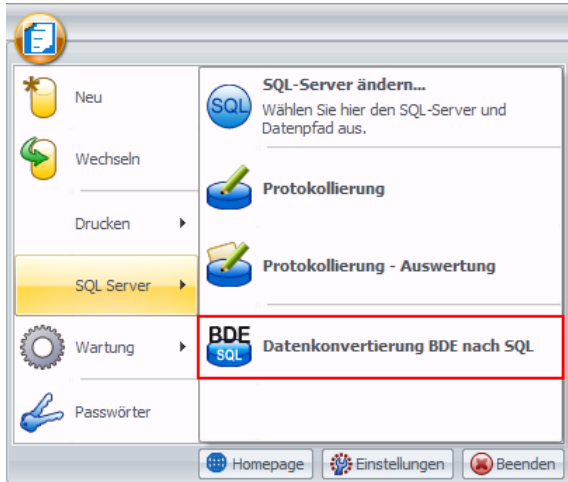 Neu
Wechseln
Drucken
SQL Server
Wartung
Passwörter
SQL
SQL-Server ändern...
Wählen Sie hier den SQL-Server und
Datenpfad aus.
Protokollierung
Protokollierung - Auswertung
BDE
SQL
Datenkonvertierung BDE nach SQL
Homepage
Einstellungen
Beenden